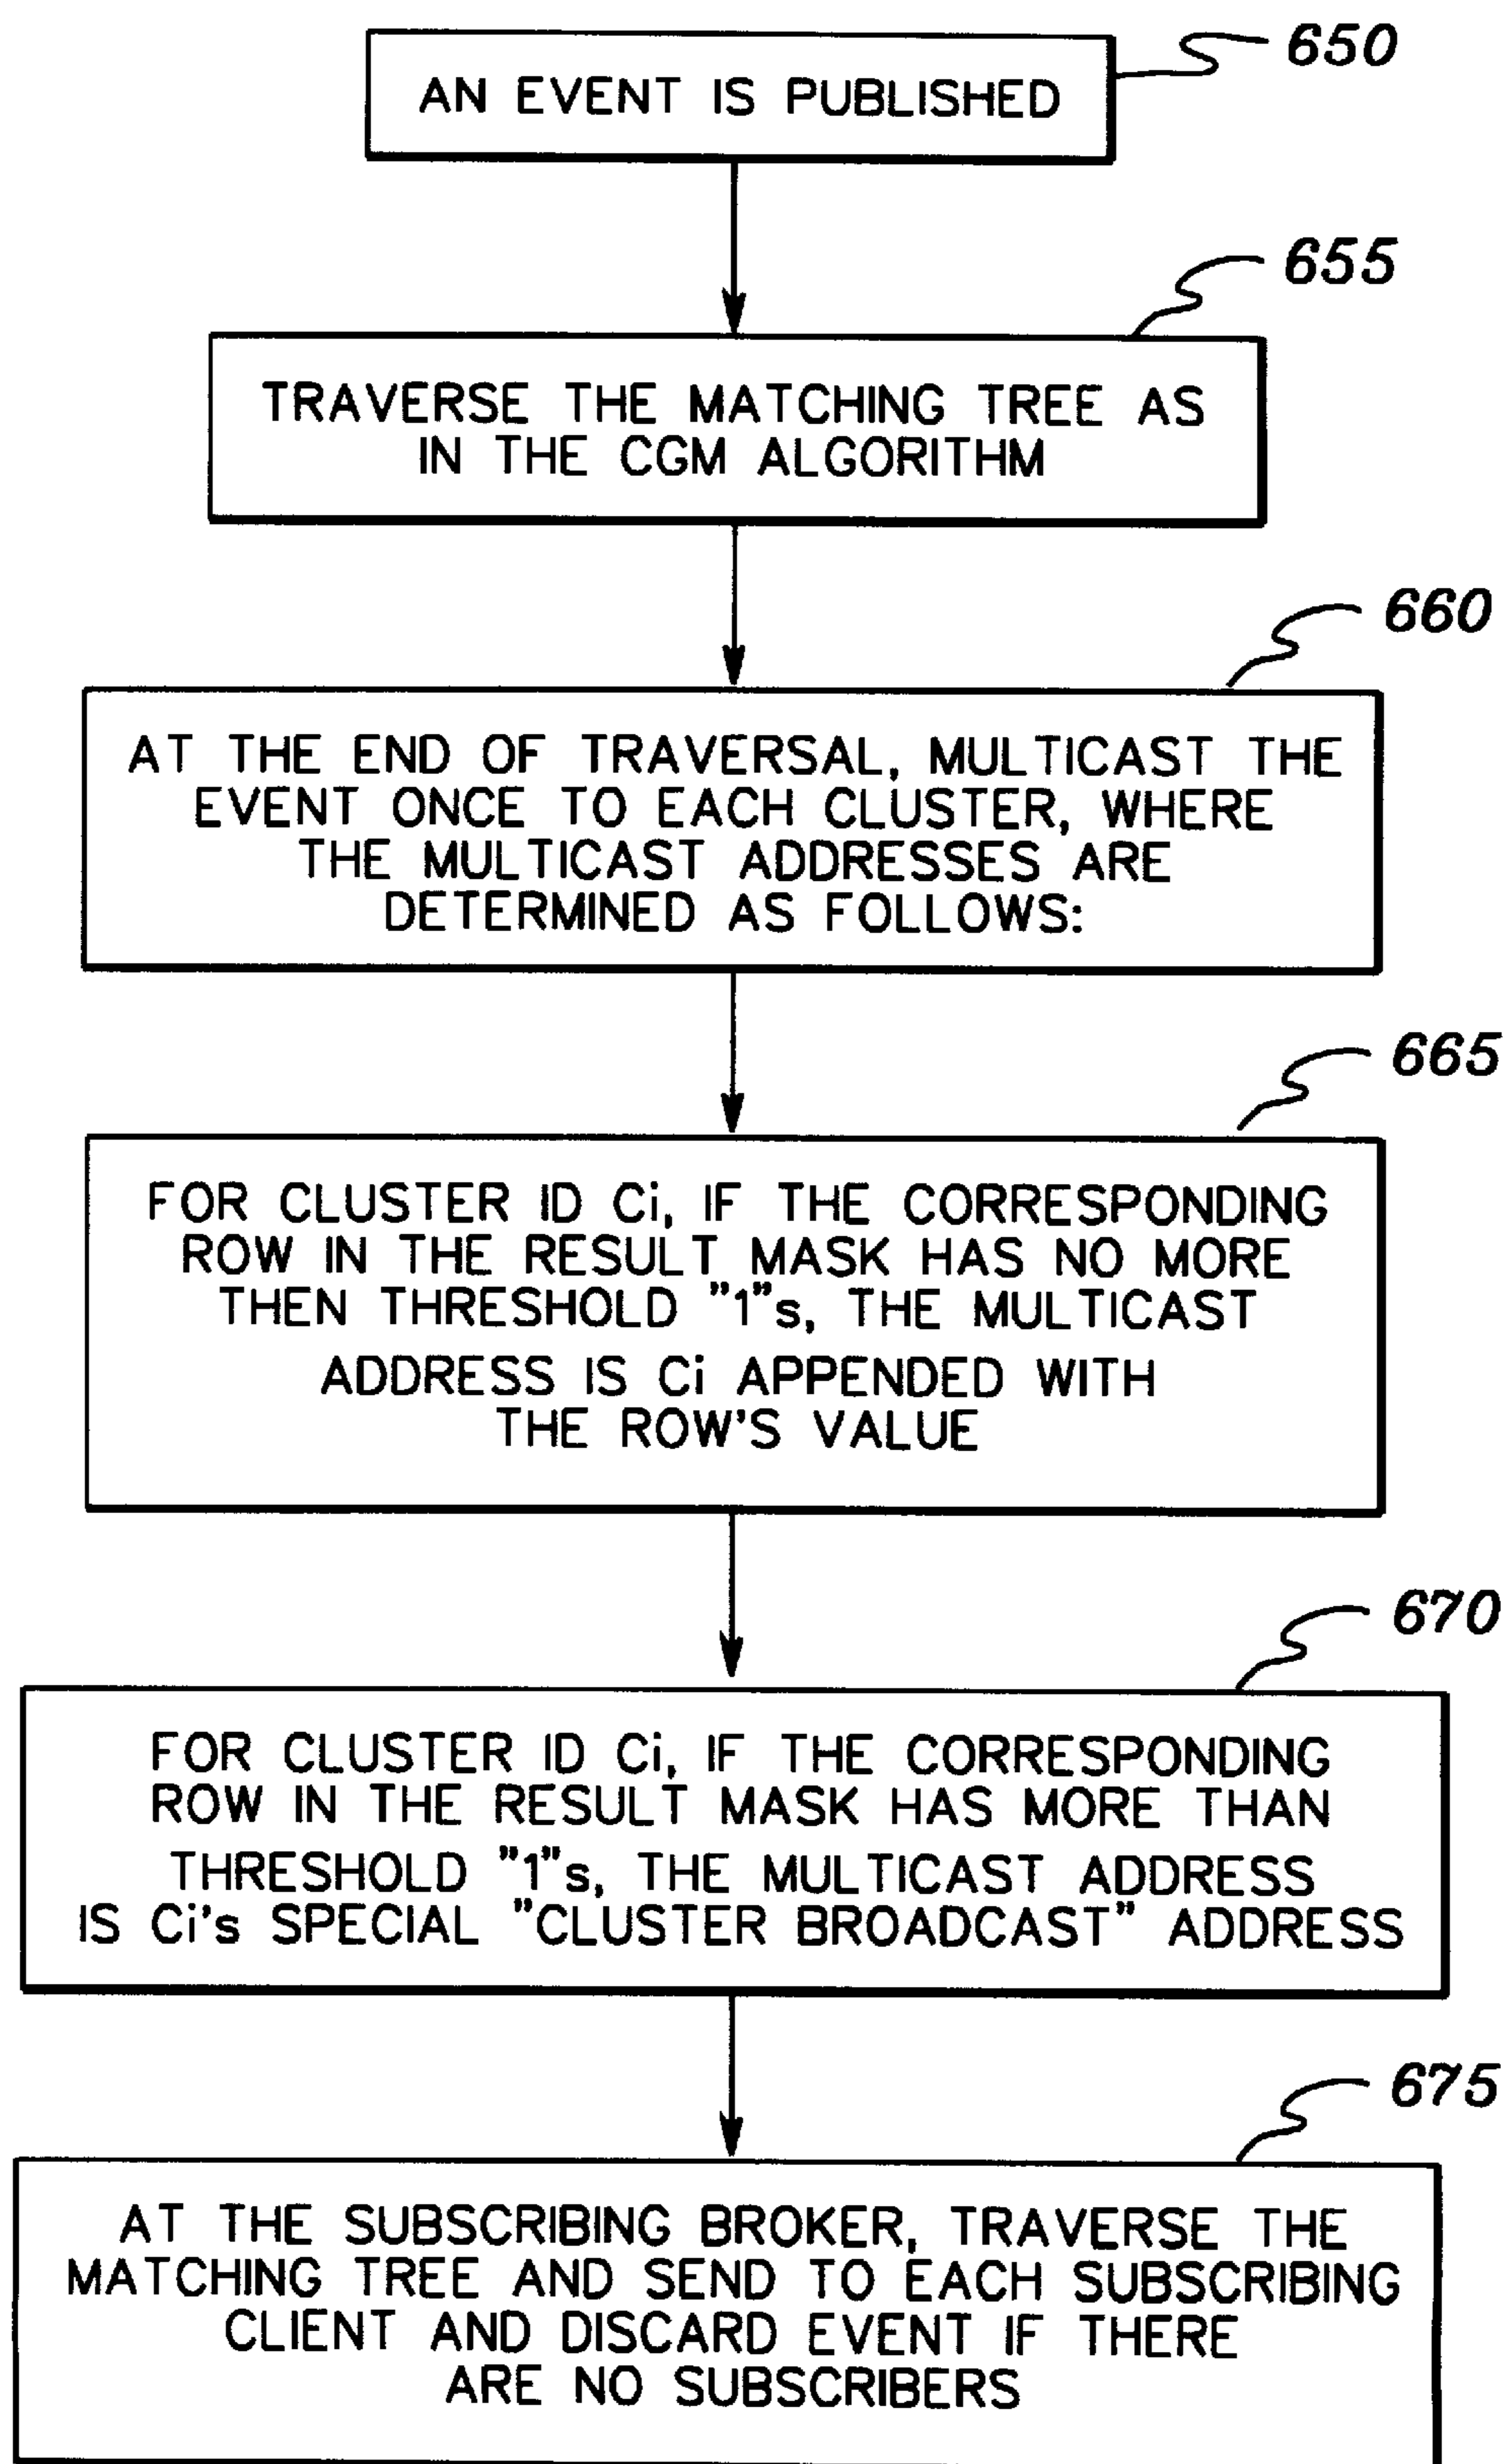 650
AN EVENT IS PUBLISHED
655
TRAVERSE THE MATCHING TREE AS
IN THE CGM ALGORITHM
660
AT THE END OF TRAVERSAL, MULTICAST THE
EVENT ONCE TO EACH CLUSTER, WHERE
THE MULTICAST ADDRESSES ARE
DETERMINED AS FOLLOWS:
665
FOR CLUSTER ID Ci, IF THE CORRESPONDING
ROW IN THE RESULT MASK HAS NO MORE
THEN THRESHOLD "1"s, THE MULTICAST
ADDRESS IS Ci APPENDED WITH
THE ROW'S VALUE
670
FOR CLUSTER ID Ci, IF THE CORRESPONDING
ROW IN THE RESULT MASK HAS MORE THAN
THRESHOLD "1"s, THE MULTICAST ADDRESS
IS Ci's SPECIAL "CLUSTER BROADCAST" ADDRESS
675
AT THE SUBSCRIBING BROKER, TRAVERSE THE
MATCHING TREE AND SEND TO EACH SUBSCRIBING
CLIENT AND DISCARD EVENT IF THERE
ARE NO SUBSCRIBERS